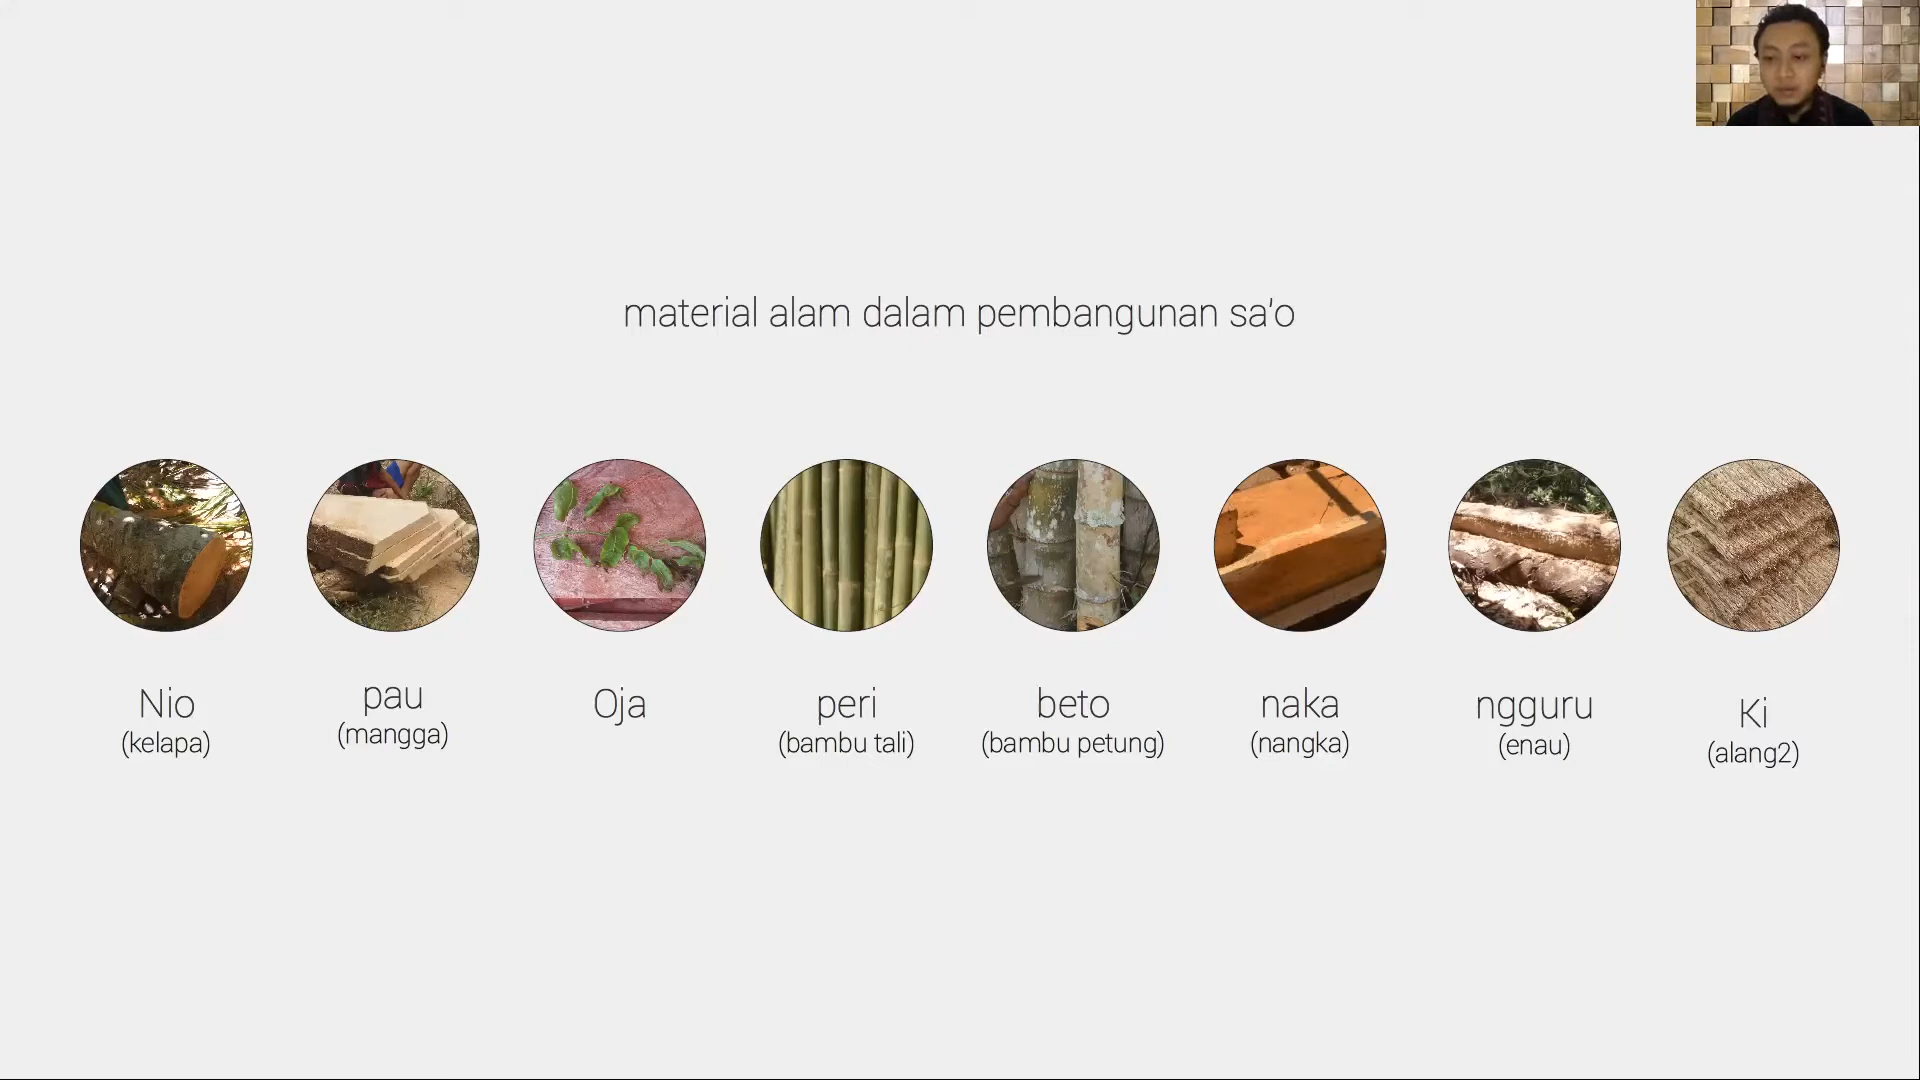 material alam dalam pembangunan sa'o
Nio
(kelapa)
pau
(mangga)
Oja
peri
(bambu tali)
beto
(bambu petung)
naka
(nangka)
ngguru
(enau)
Ki
(alang2)